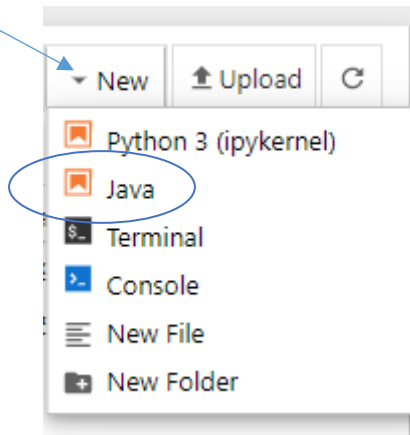 New Upload
Python 3 (ipykernel)
Java
$_ Terminal
>_ Console
New File
New Folder